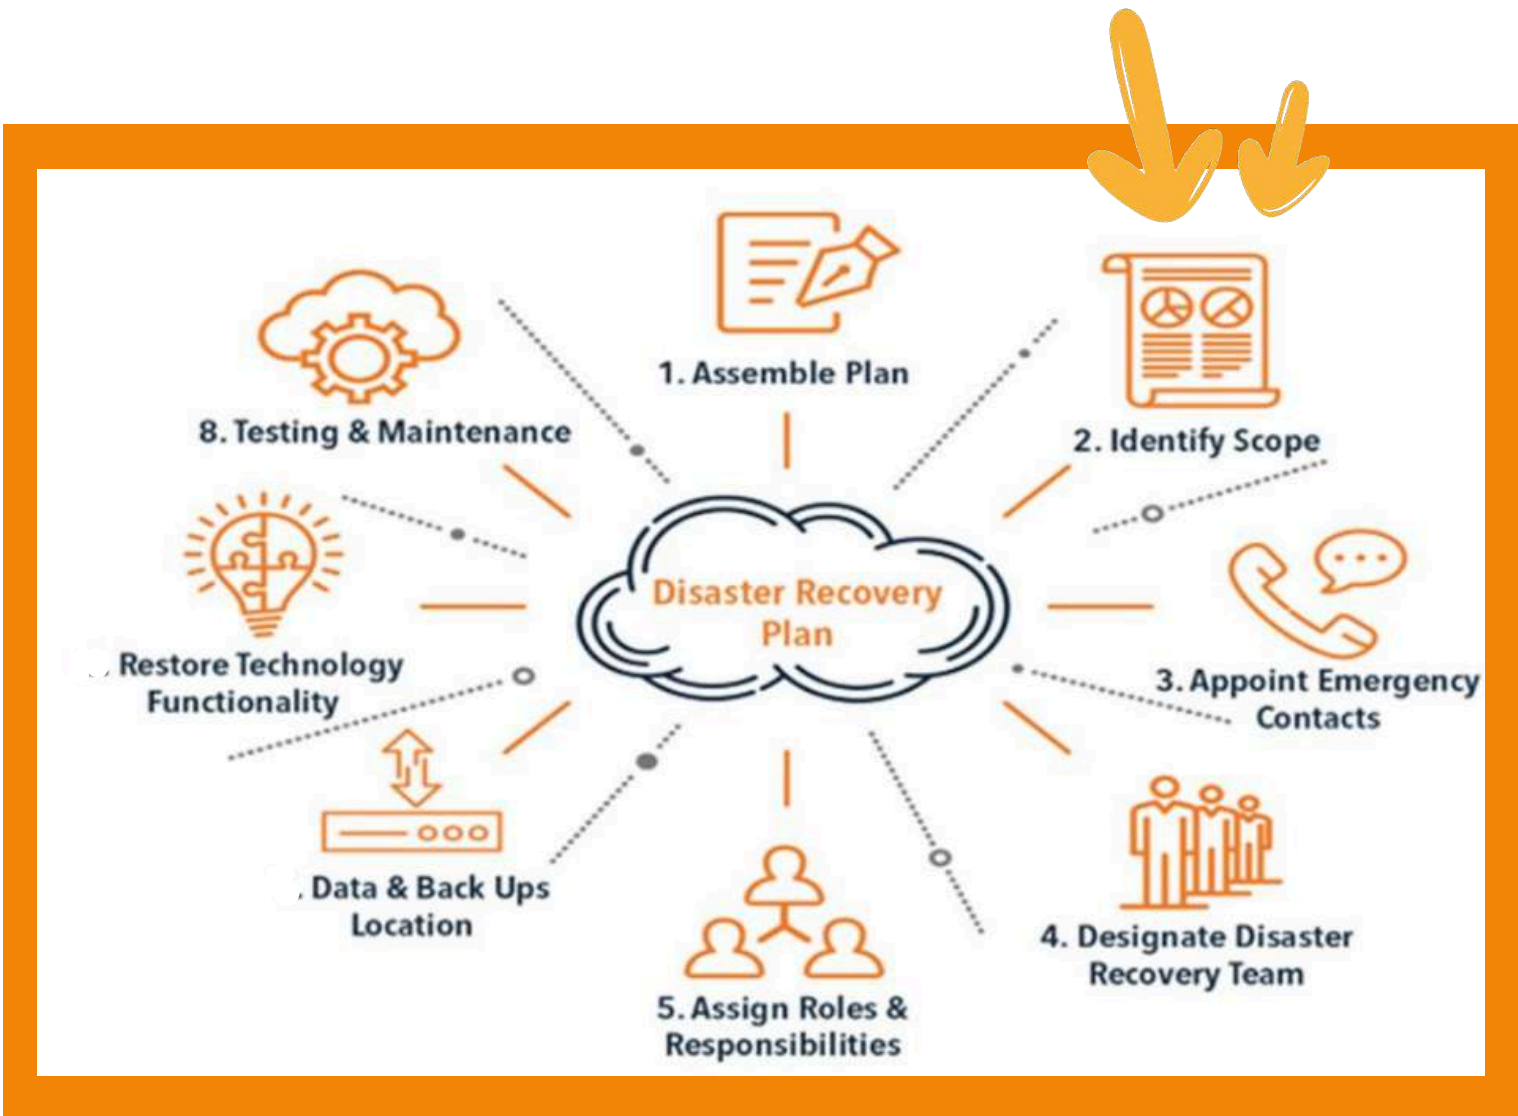 1. Assemble Plan
2. Identify Scope
3. Appoint Emergency
Contacts
4. Designate Disaster
Recovery Team
5. Assign Roles &
Responsibilities
. Data & Back Ups
Location
. Restore Technology
Functionality
8. Testing & Maintenance
Disaster Recovery
Plan